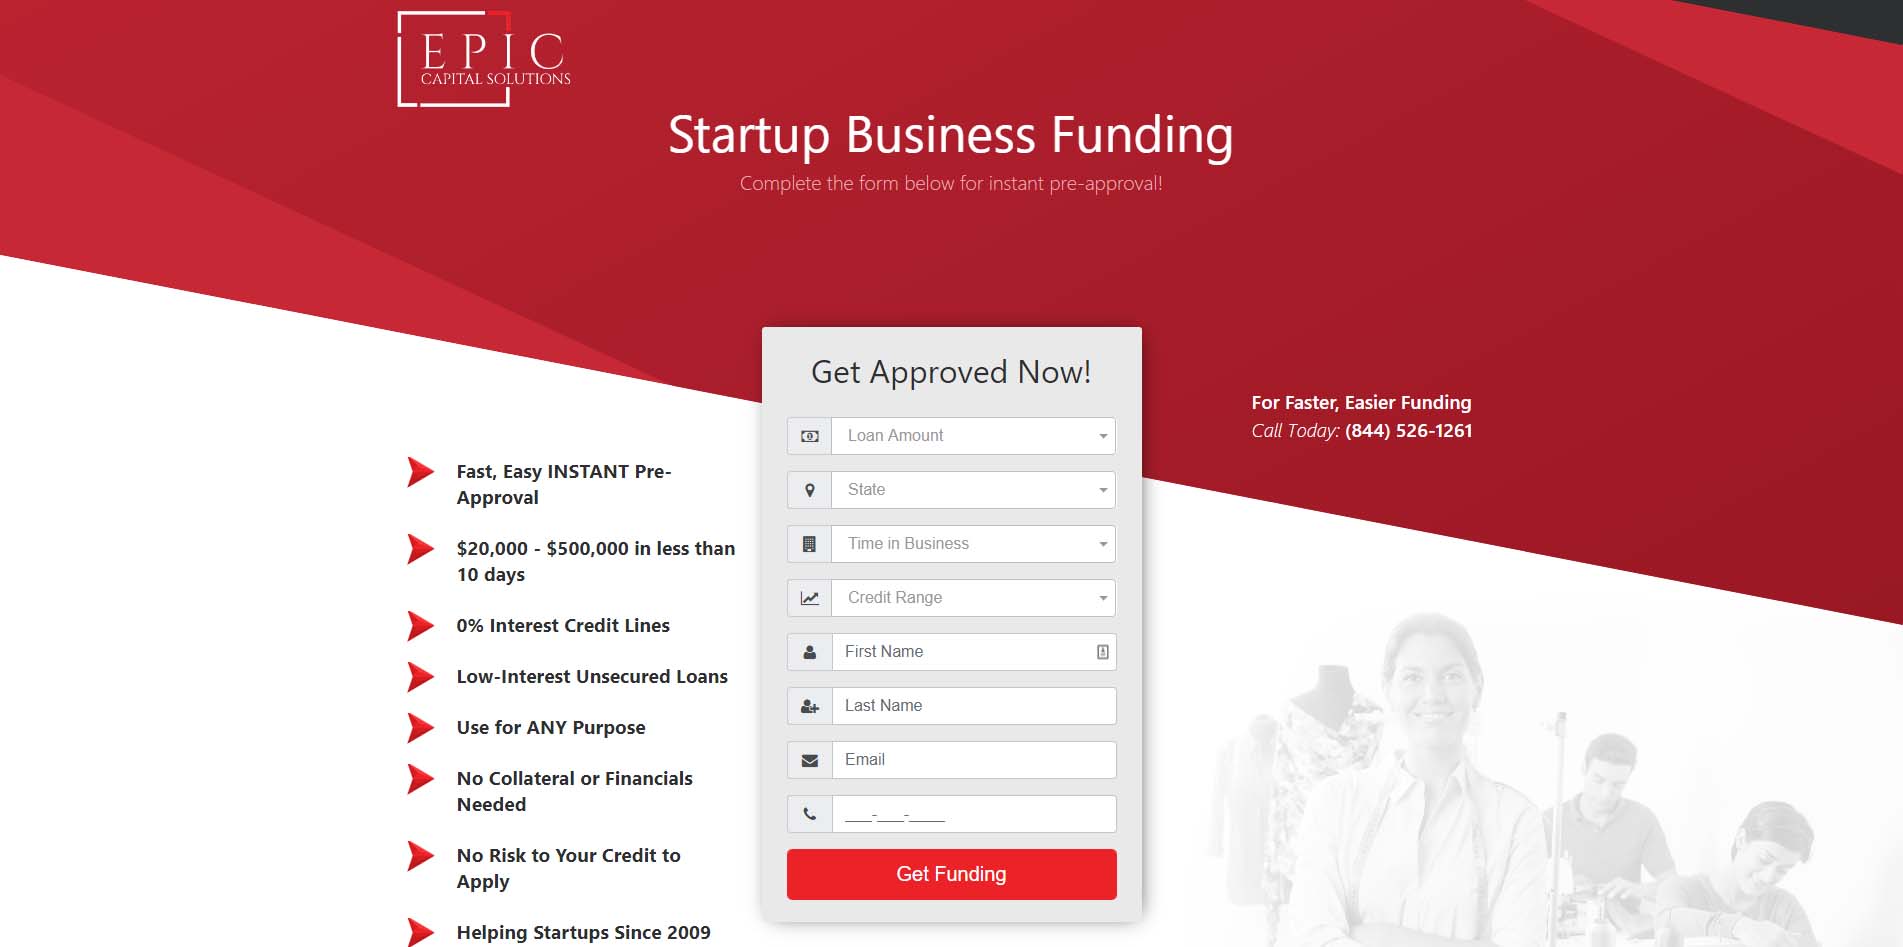 EPIC
CAPITAL SOLUTIONS
Startup Business Funding
Complete the form below for instant pre-approval!
Get Approved Now!
Loan Amount
State
Time in Business
Credit Range
First Name
Last Name
Email
___-___-____
Get Funding
For Faster, Easier Funding
Call Today: (844) 526-1261
Fast, Easy INSTANT Pre-
Approval
$20,000 - $500,000 in less than
10 days
0% Interest Credit Lines
Low-Interest Unsecured Loans
Use for ANY Purpose
No Collateral or Financials
Needed
No Risk to Your Credit to
Apply
Helping Startups Since 2009